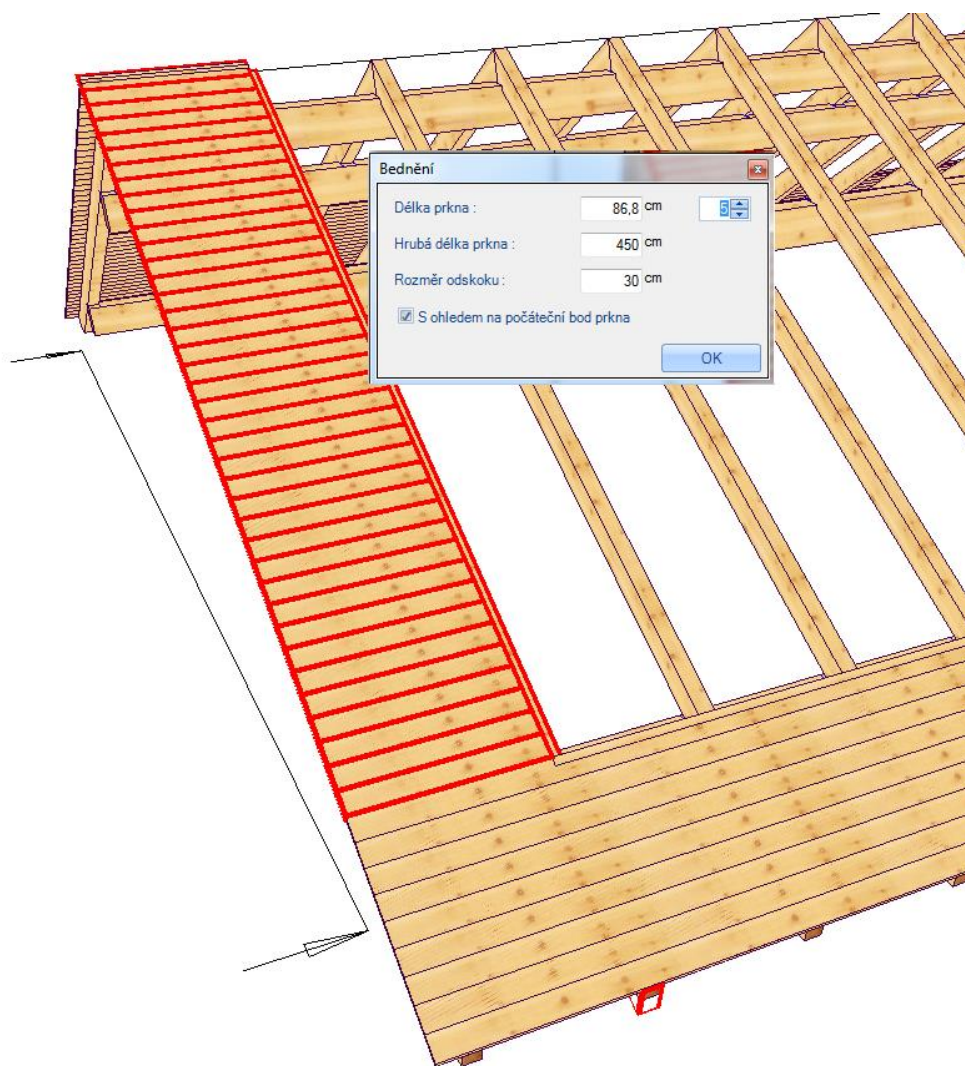 Bednění
Délka prkna : 86,8 cm 5
Hrubá délka prkna : 450 cm
Rozměr odskoku : 30 cm
S ohledem na počáteční bod prkna
OK